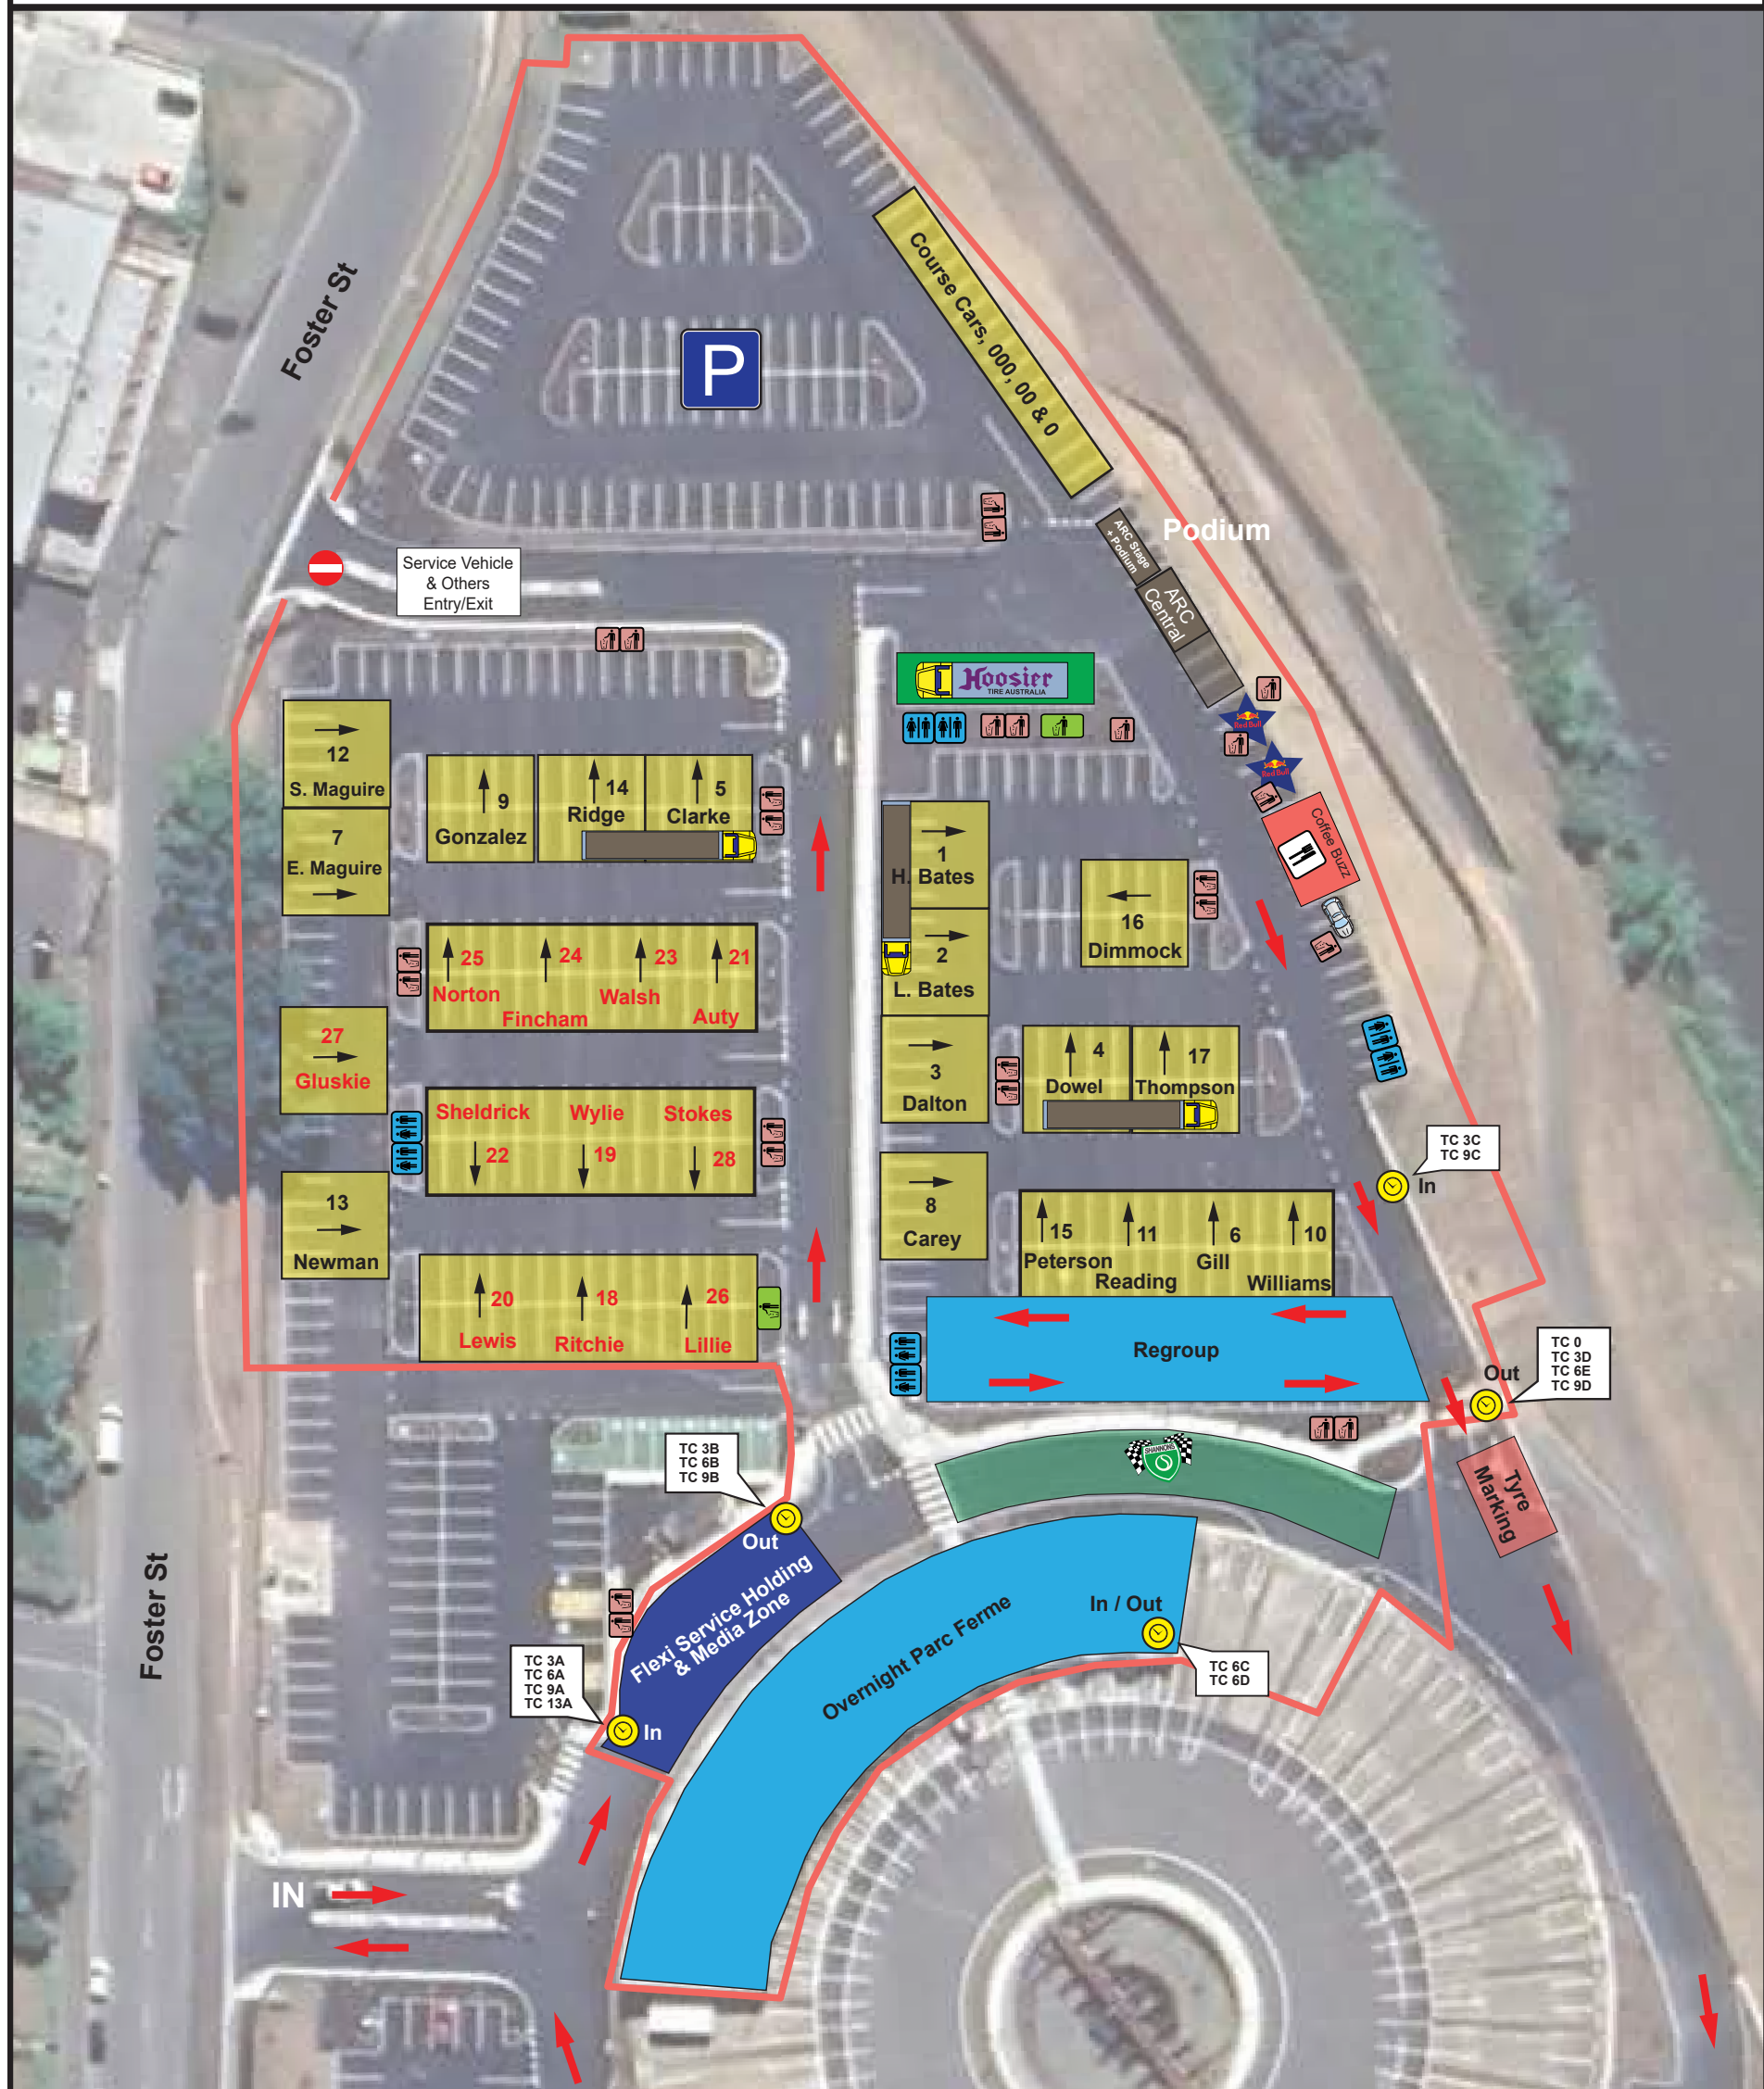 Foster St
P
Course Cars, 000, 00 & 0
Podium
ARC Stage
+ Podium
ARC
Central
Service Vehicle
& Others
Entry/Exit
Hoosier
TIRE AUSTRALIA
Red Bull
Red Bull
Coffee Buzz
12
S. Maguire
7
E. Maguire
9
Gonzalez
14
Ridge
5
Clarke
1
H. Bates
2
L. Bates
16
Dimmock
25
Norton
24
Fincham
23
Walsh
21
Auty
27
Gluskie
3
Dalton
4
Dowel
17
Thompson
Sheldrick
22
Wylie
19
Stokes
28
TC 3C
TC 9C
In
13
Newman
8
Carey
15
Peterson
11
Reading
6
Gill
10
Williams
20
Lewis
18
Ritchie
26
Lillie
Regroup
Out
TC 0
TC 3D
TC 6E
TC 9D
SHANNONS
Tyre
Marking
TC 3B
TC 6B
TC 9B
Out
Flexi Service Holding
& Media Zone
In / Out
TC 6C
TC 6D
Overnight Parc Ferme
TC 3A
TC 6A
TC 9A
TC 13A
In
Foster St
IN